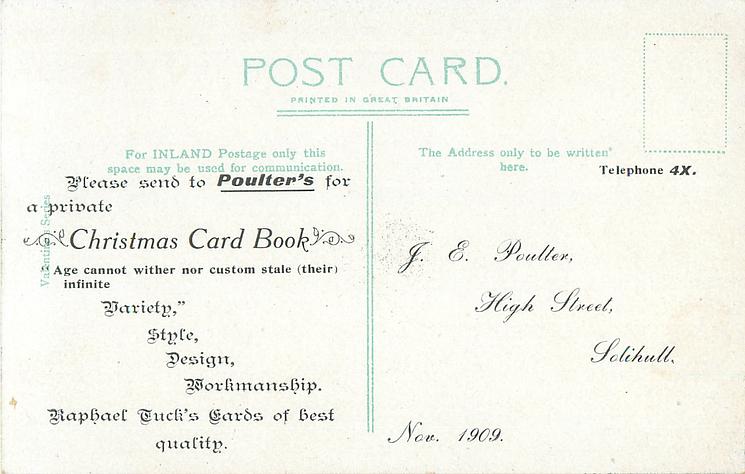 POST CARD.
PRINTED IN GREAT BRITAIN
For INLAND Postage only this
space may be used for communication.
The Address only to be written
here.
Telephone 4X.
Please send to Poulter's for
a private
Christmas Card Book
"Age cannot wither nor custom stale (their)
infinite
Variety,"
Style,
Design,
Workmanship.
Raphael Tuck's Cards of best
quality.
Valentine's Series
J. E. Poulter,
High Street,
Solihull.
Nov. 1909.